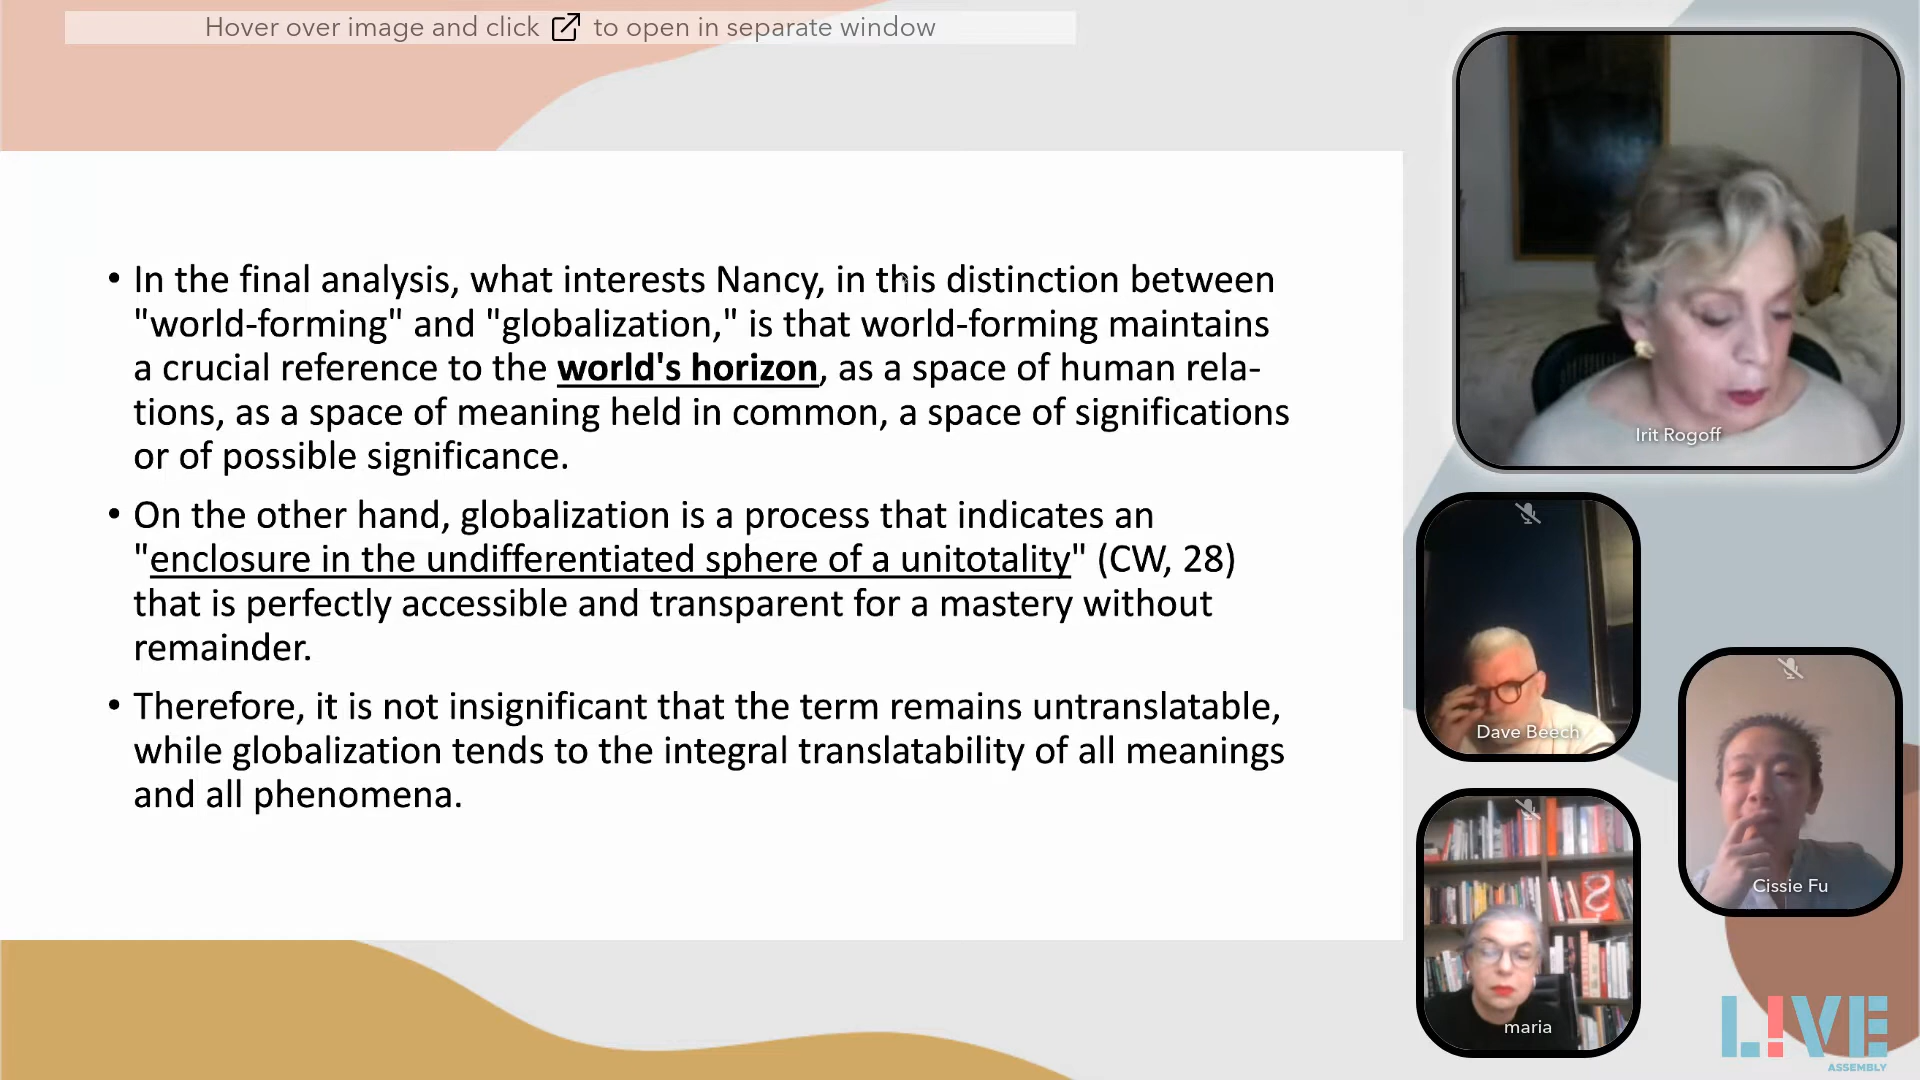 Hover over image and click to open in separate window
• In the final analysis, what interests Nancy, in this distinction between
"world-forming" and "globalization," is that world-forming maintains
a crucial reference to the world's horizon, as a space of human rela-
tions, as a space of meaning held in common, a space of significations
or of possible significance.
• On the other hand, globalization is a process that indicates an
"enclosure in the undifferentiated sphere of a unitotality" (CW, 28)
that is perfectly accessible and transparent for a mastery without
remainder.
• Therefore, it is not insignificant that the term remains untranslatable,
while globalization tends to the integral translatability of all meanings
and all phenomena.
Irit Rogoff
Dave Beech
Cissie Fu
maria
L!VE
ASSEMBLY